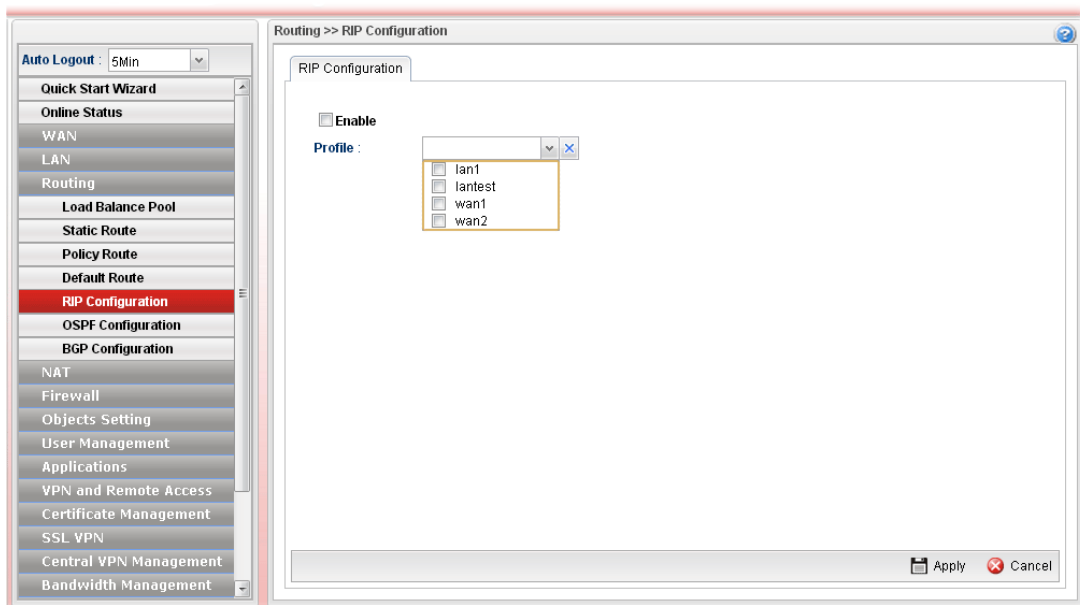 Routing >> RIP Configuration
Auto Logout : 5Min
Quick Start Wizard
Online Status
WAN
LAN
Routing
Load Balance Pool
Static Route
Policy Route
Default Route
RIP Configuration
OSPF Configuration
BGP Configuration
NAT
Firewall
Objects Setting
User Management
Applications
VPN and Remote Access
Certificate Management
SSL VPN
Central VPN Management
Bandwidth Management
RIP Configuration
Enable
Profile :
lan1
lantest
wan1
wan2
Apply Cancel